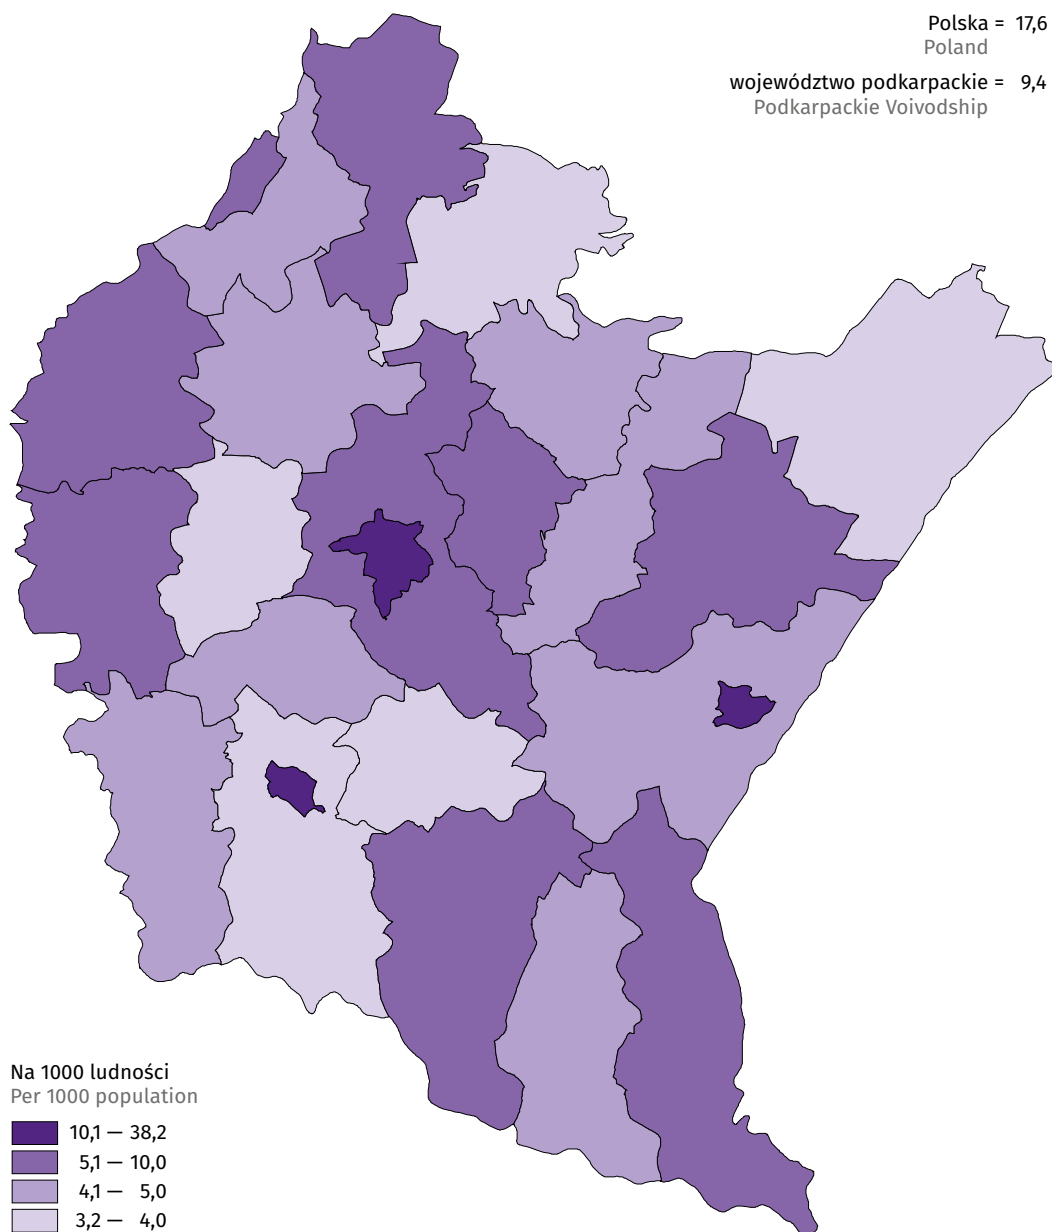 Polska = 17,6
Poland
województwo podkarpackie = 9,4
Podkarpackie Voivodship
Na 1000 ludności
Per 1000 population
10,1 — 38,2
5,1 — 10,0
4,1 — 5,0
3,2 — 4,0